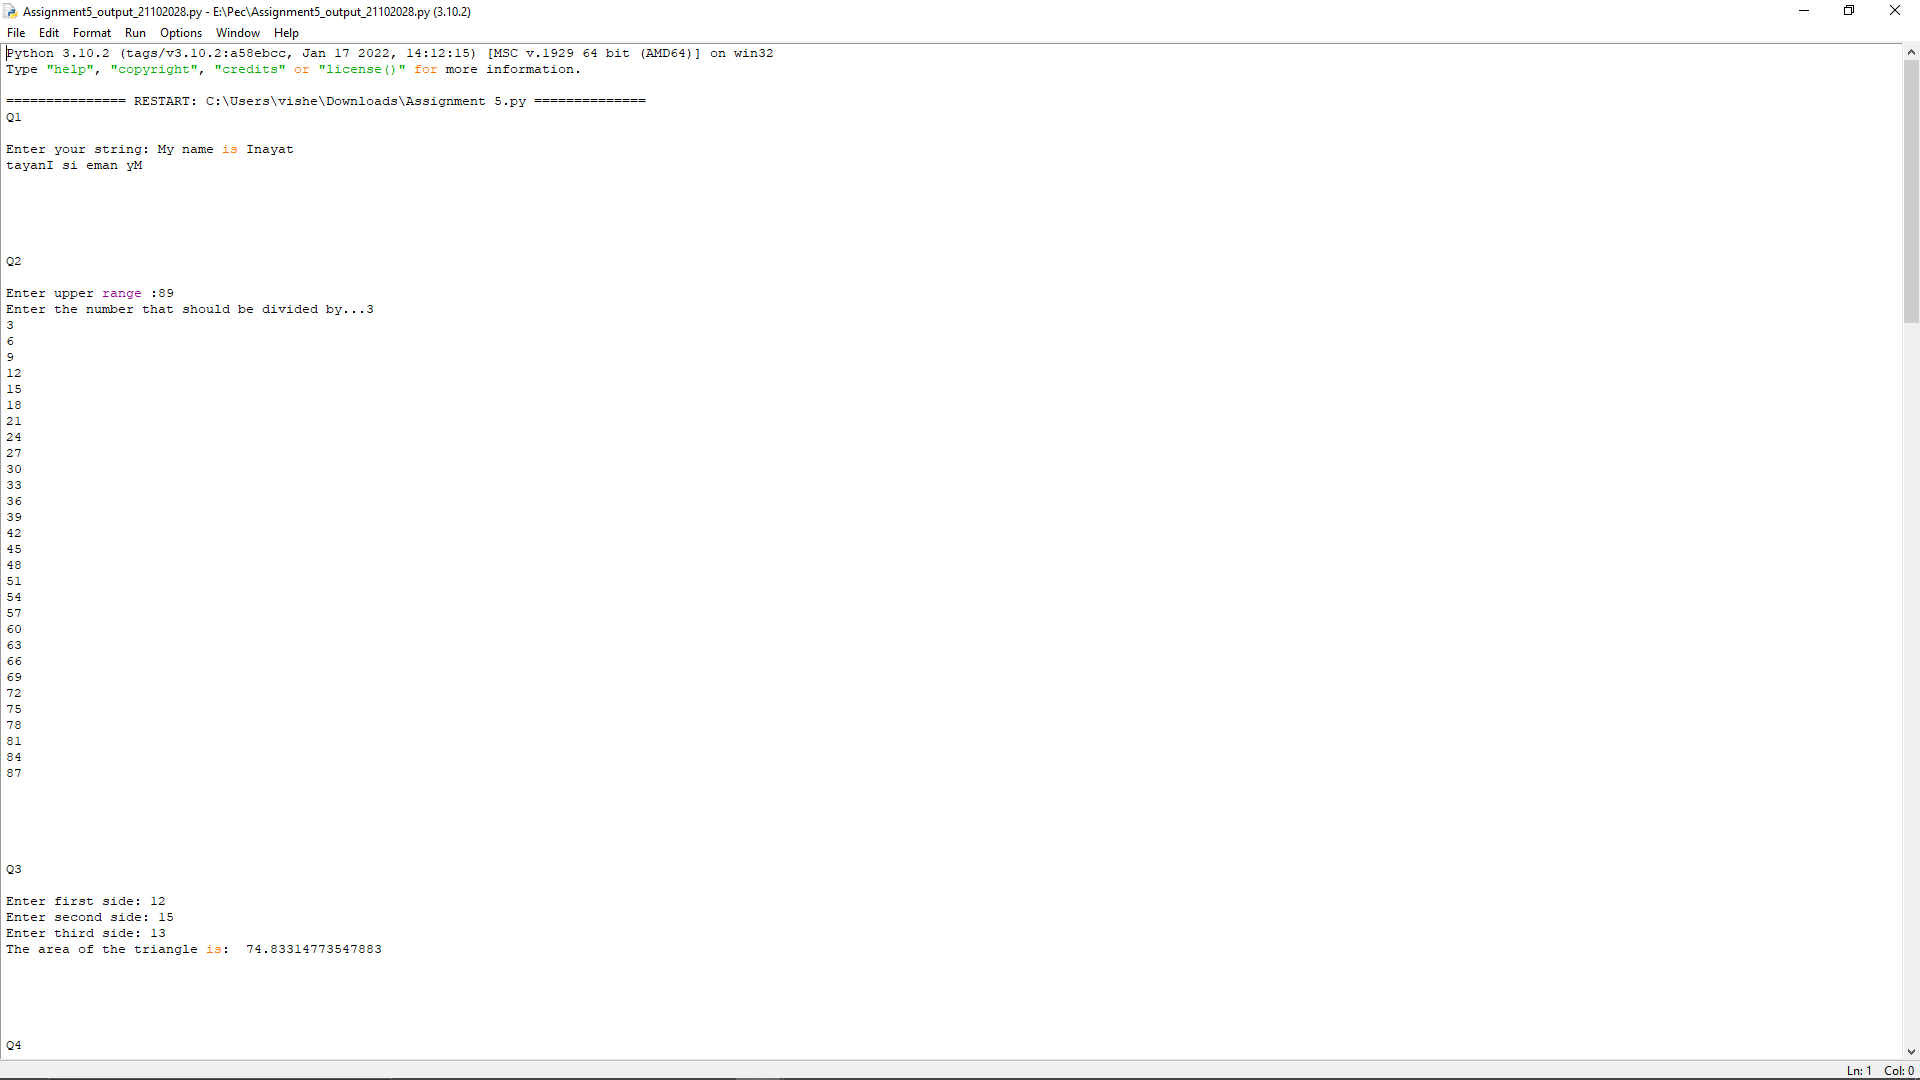 Assignment5_output_21102028.py - E:\Pec\Assignment5_output_21102028.py (3.10.2)
File Edit Format Run Options Window Help
Python 3.10.2 (tags/v3.10.2:a58ebcc, Jan 17 2022, 14:12:15) [MSC v.1929 64 bit (AMD64)] on win32
Type "help", "copyright", "credits" or "license()" for more information.
=============== RESTART: C:\Users\vishe\Downloads\Assignment 5.py ==============
Q1
Enter your string: My name is Inayat
tayanI si eman yM
Q2
Enter upper range :89
Enter the number that should be divided by...3
3
6
9
12
15
18
21
24
27
30
33
36
39
42
45
48
51
54
57
60
63
66
69
72
75
78
81
84
87
Q3
Enter first side: 12
Enter second side: 15
Enter third side: 13
The area of the triangle is:  74.83314773547883
Q4
Ln: 1 Col: 0